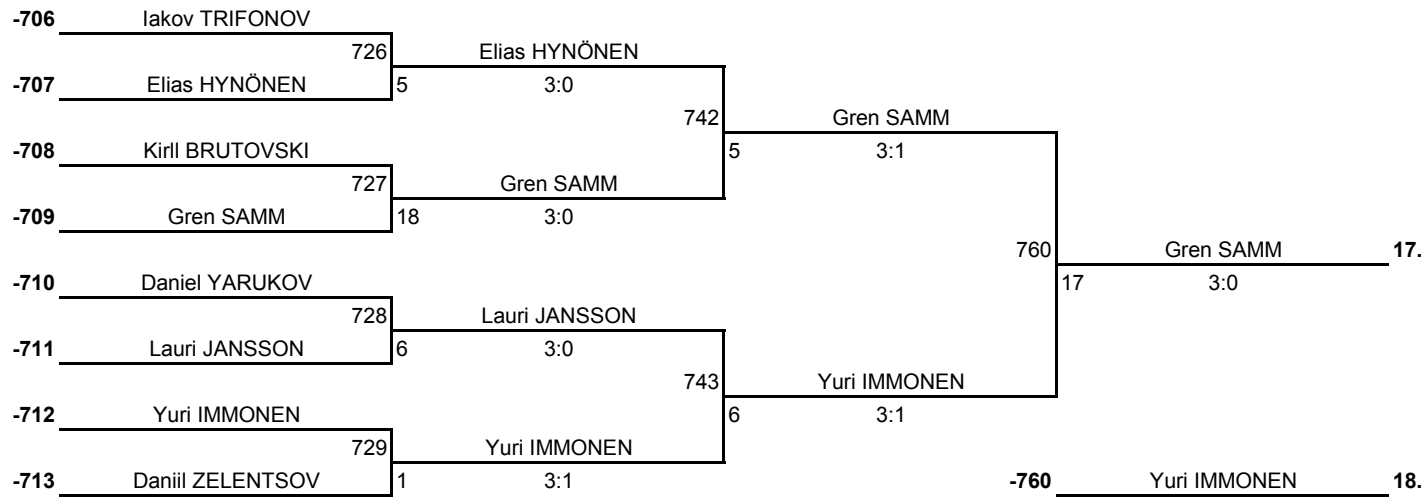 -706 Iakov TRIFONOV
726 Elias HYNÖNEN
-707 Elias HYNÖNEN 5 3:0
742 Gren SAMM
-708 Kirll BRUTOVSKI 5 3:1
727 Gren SAMM
-709 Gren SAMM 18 3:0
760 Gren SAMM 17.
-710 Daniel YARUKOV 17 3:0
728 Lauri JANSSON
-711 Lauri JANSSON 6 3:0
743 Yuri IMMONEN
-712 Yuri IMMONEN 6 3:1
729 Yuri IMMONEN
-713 Daniil ZELENTSOV 1 3:1 -760 Yuri IMMONEN 18.